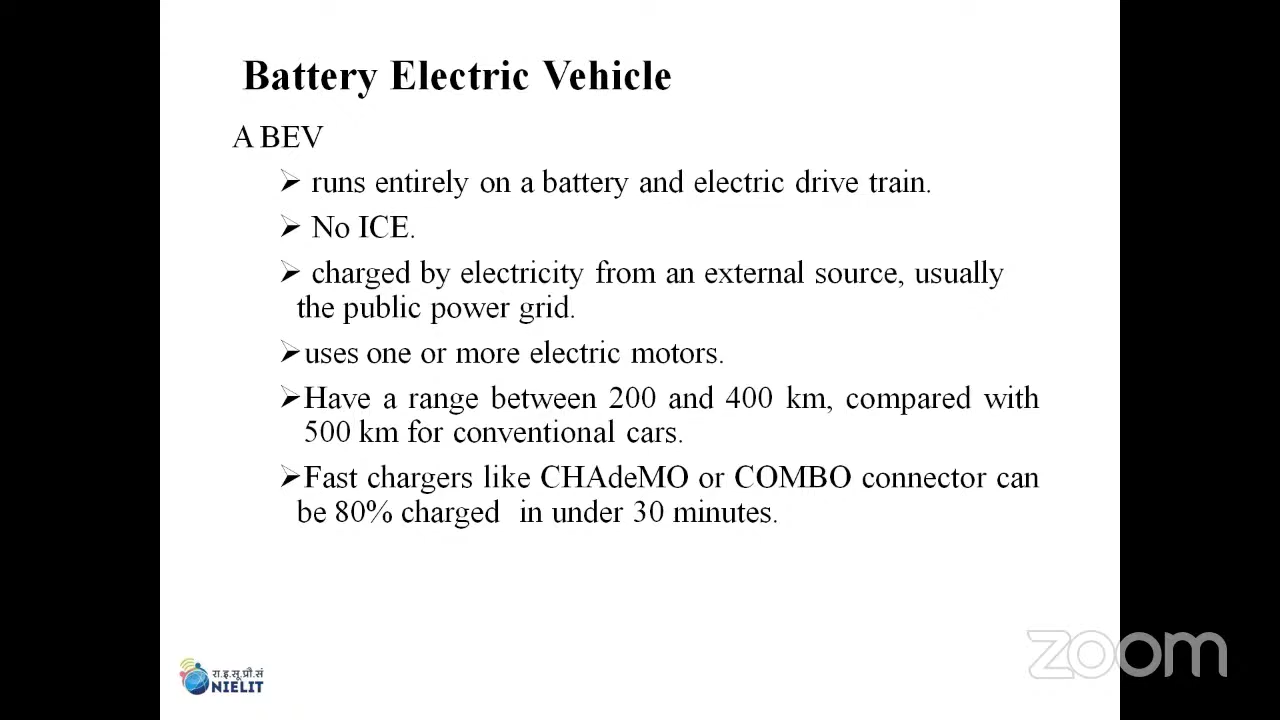 Battery Electric Vehicle
A BEV
➢ runs entirely on a battery and electric drive train.
➢ No ICE.
➢ charged by electricity from an external source, usually
the public power grid.
➢uses one or more electric motors.
➢Have a range between 200 and 400 km, compared with
500 km for conventional cars.
➢Fast chargers like CHAdeMO or COMBO connector can
be 80% charged in under 30 minutes.
रा.इ.सू.प्रौ.सं
NIELIT
zoom